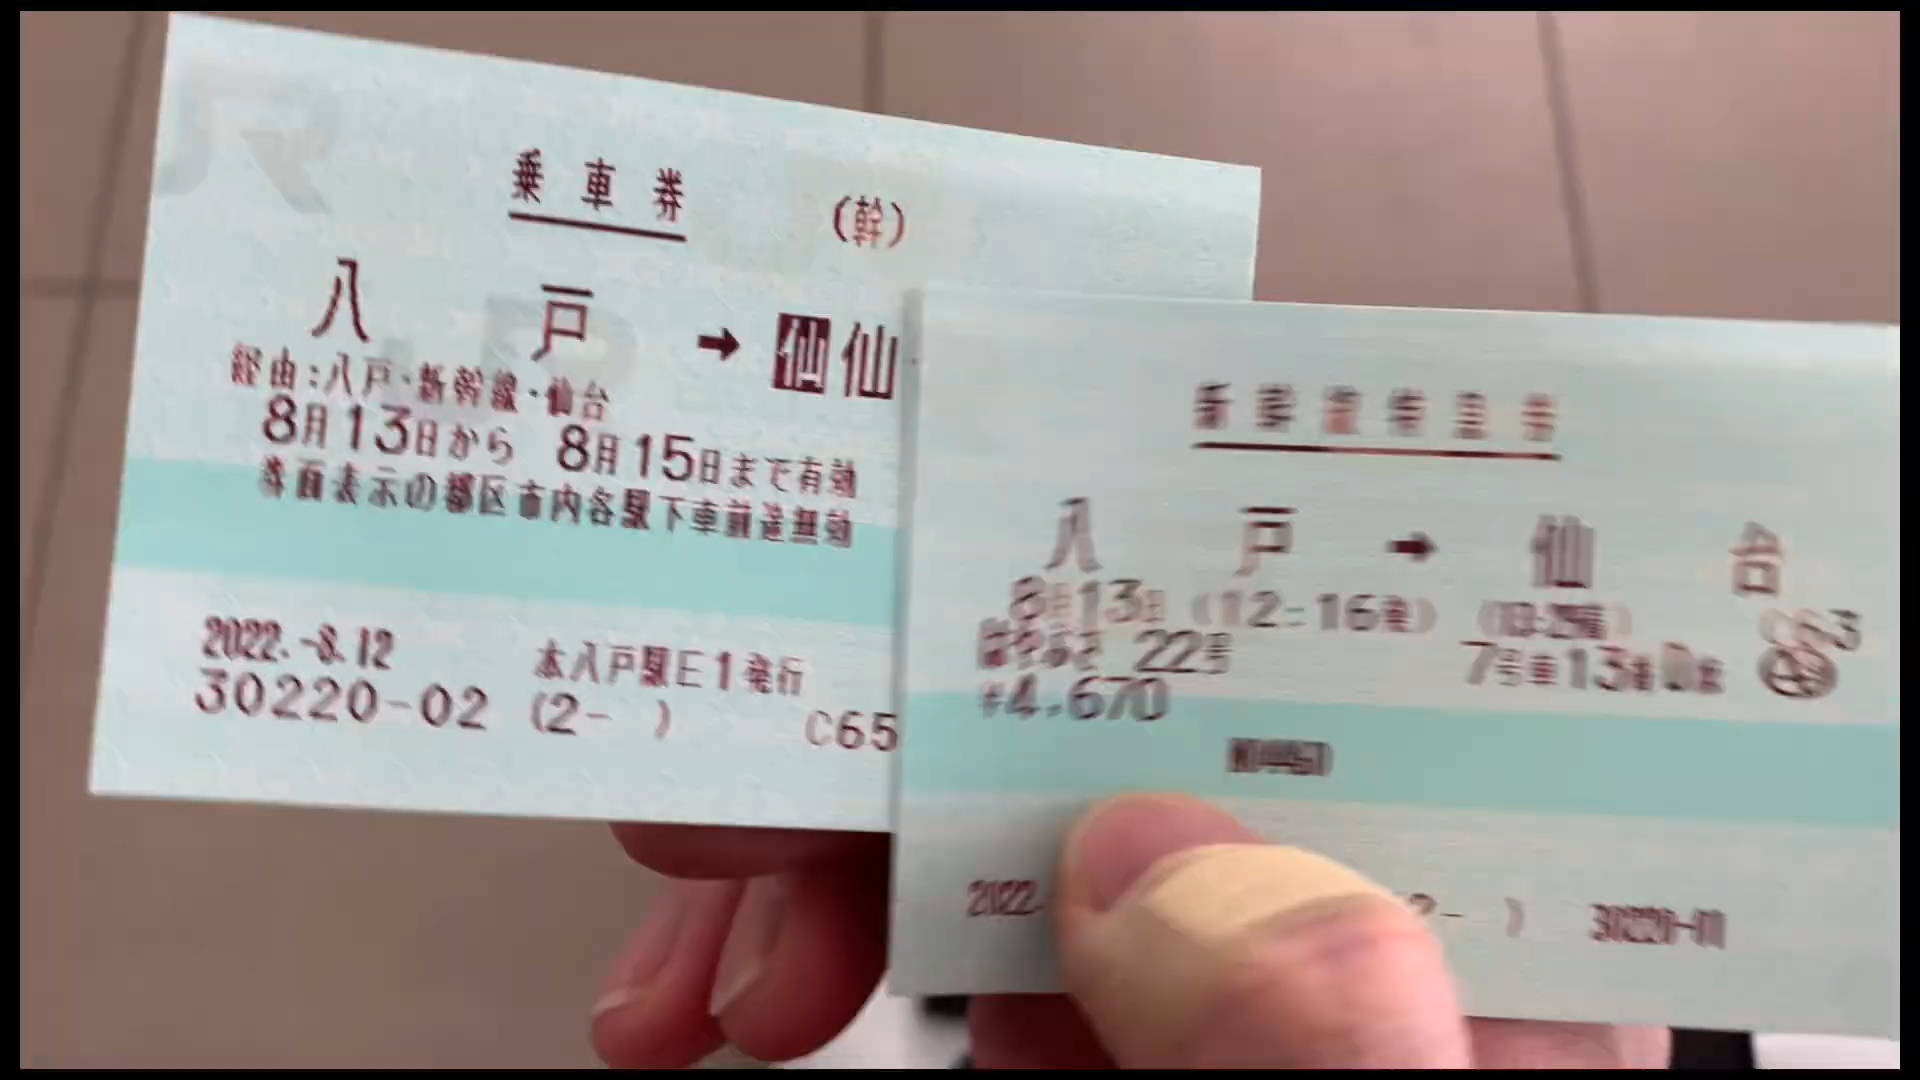 JR
乗車券 (幹)
八戸 → 仙仙
経由:八戸・新幹線・仙台
8月13日から 8月15日まで有効
券面表示の都区市内各駅下車前途無効
2022.-8.12 本八戸駅E1発行
30220-02 (2- ) C65
新幹線特急券
八戸 → 仙台
8月13日 (12:16発) C63
はやぶさ 22号 7号車13番D席
¥4,670
2022.- 2- ) 30220-01